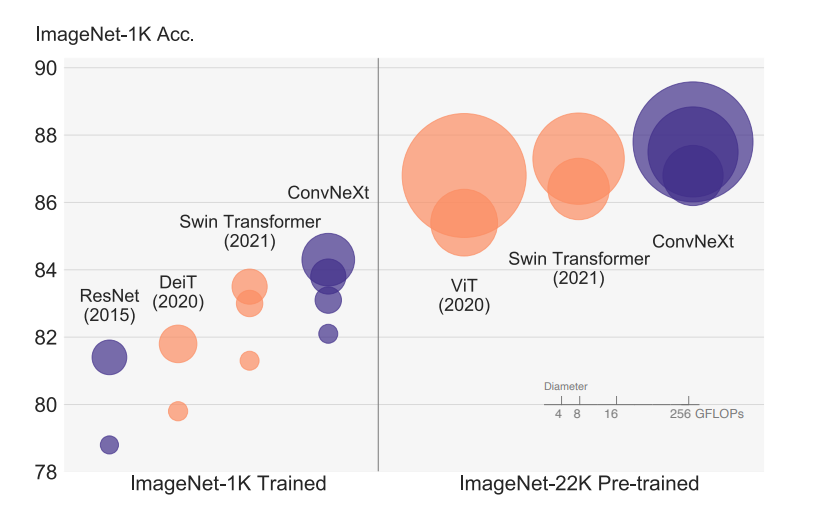 ImageNet-1K Acc.
90
88
86
84
82
80
78
ResNet
(2015)
DeiT
(2020)
Swin Transformer
(2021)
ConvNeXt
ViT
(2020)
Swin Transformer
(2021)
ConvNeXt
Diameter
4 8 16 256 GFLOPs
ImageNet-1K Trained
ImageNet-22K Pre-trained